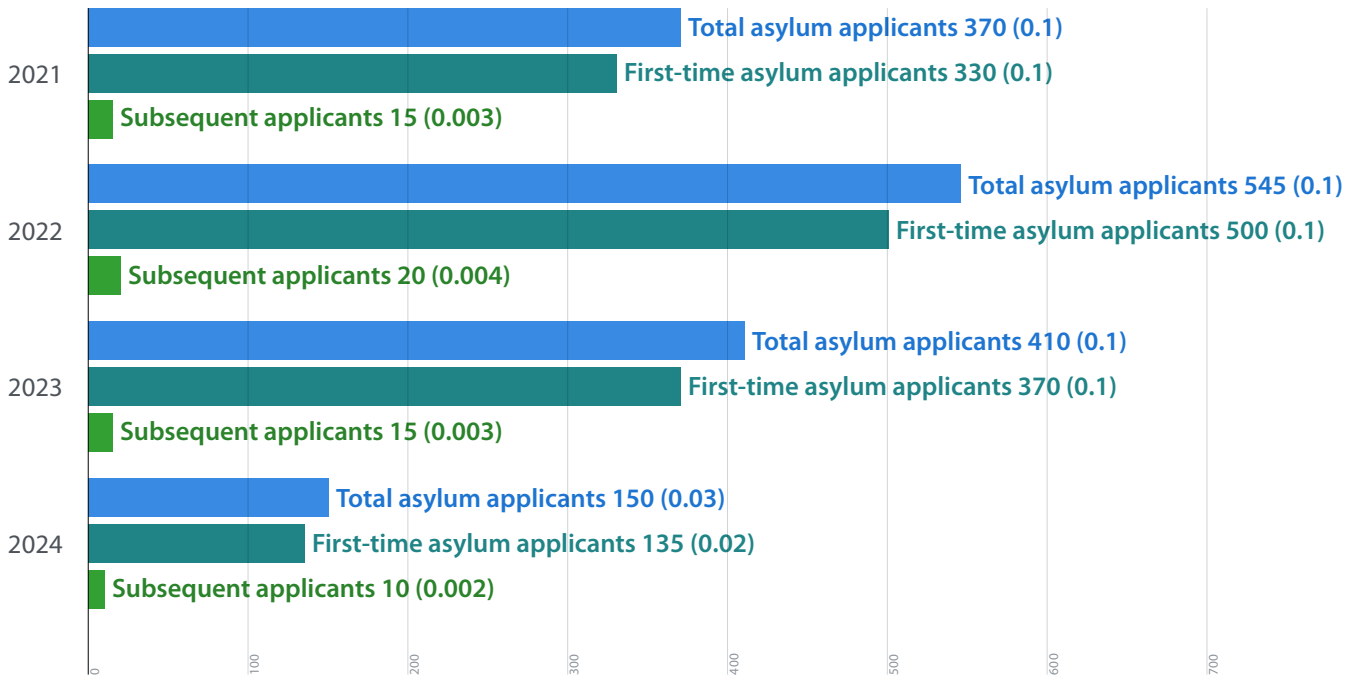 Total asylum applicants 370 (0.1)
2021
First-time asylum applicants 330 (0.1)
Subsequent applicants 15 (0.003)
Total asylum applicants 545 (0.1)
2022
First-time asylum applicants 500 (0.1)
Subsequent applicants 20 (0.004)
Total asylum applicants 410 (0.1)
2023
First-time asylum applicants 370 (0.1)
Subsequent applicants 15 (0.003)
Total asylum applicants 150 (0.03)
2024
First-time asylum applicants 135 (0.02)
Subsequent applicants 10 (0.002)
0
100
200
300
400
500
600
700